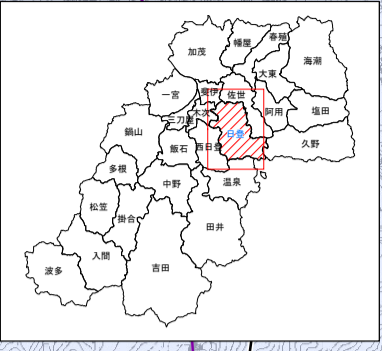 春殖
幡屋
海潮
加茂
大東
斐伊
佐世
一宮
木次
阿用
塩田
三刀屋
鍋山
日登
飯石
西日登
久野
多根
中野
温泉
松笠
掛合
田井
入間
波多
吉田